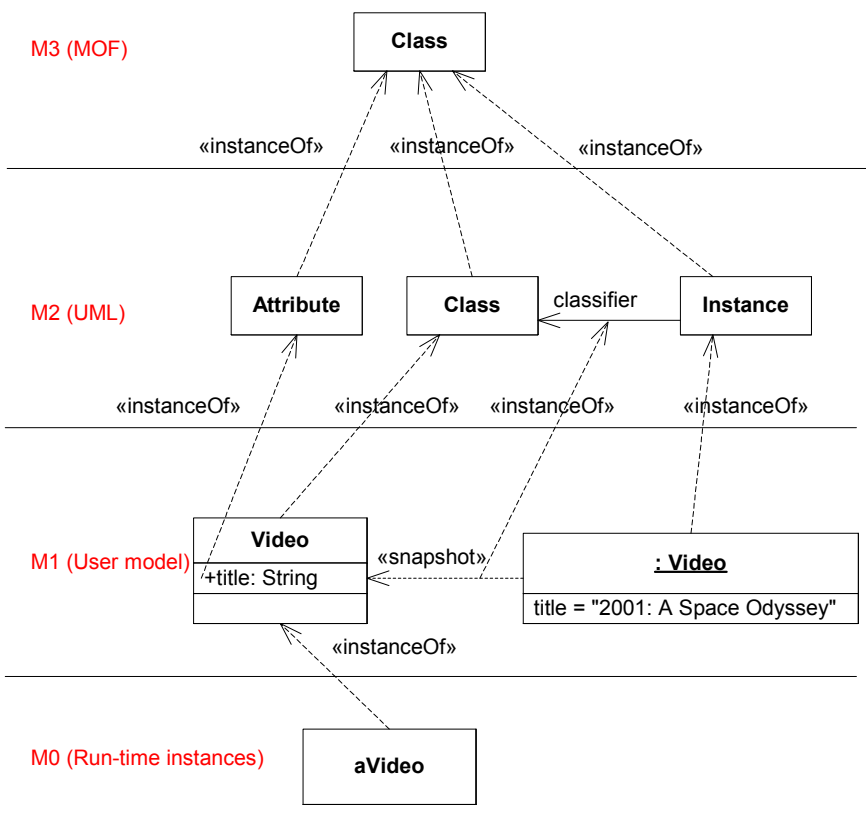 M3 (MOF)
Class
«instanceOf» «instanceOf» «instanceOf»
M2 (UML)
Attribute
Class
classifier
Instance
«instanceOf» «instanceOf» «instanceOf» «instanceOf»
M1 (User model)
Video
+title: String
«snapshot»
: Video
title = "2001: A Space Odyssey"
«instanceOf»
M0 (Run-time instances)
aVideo